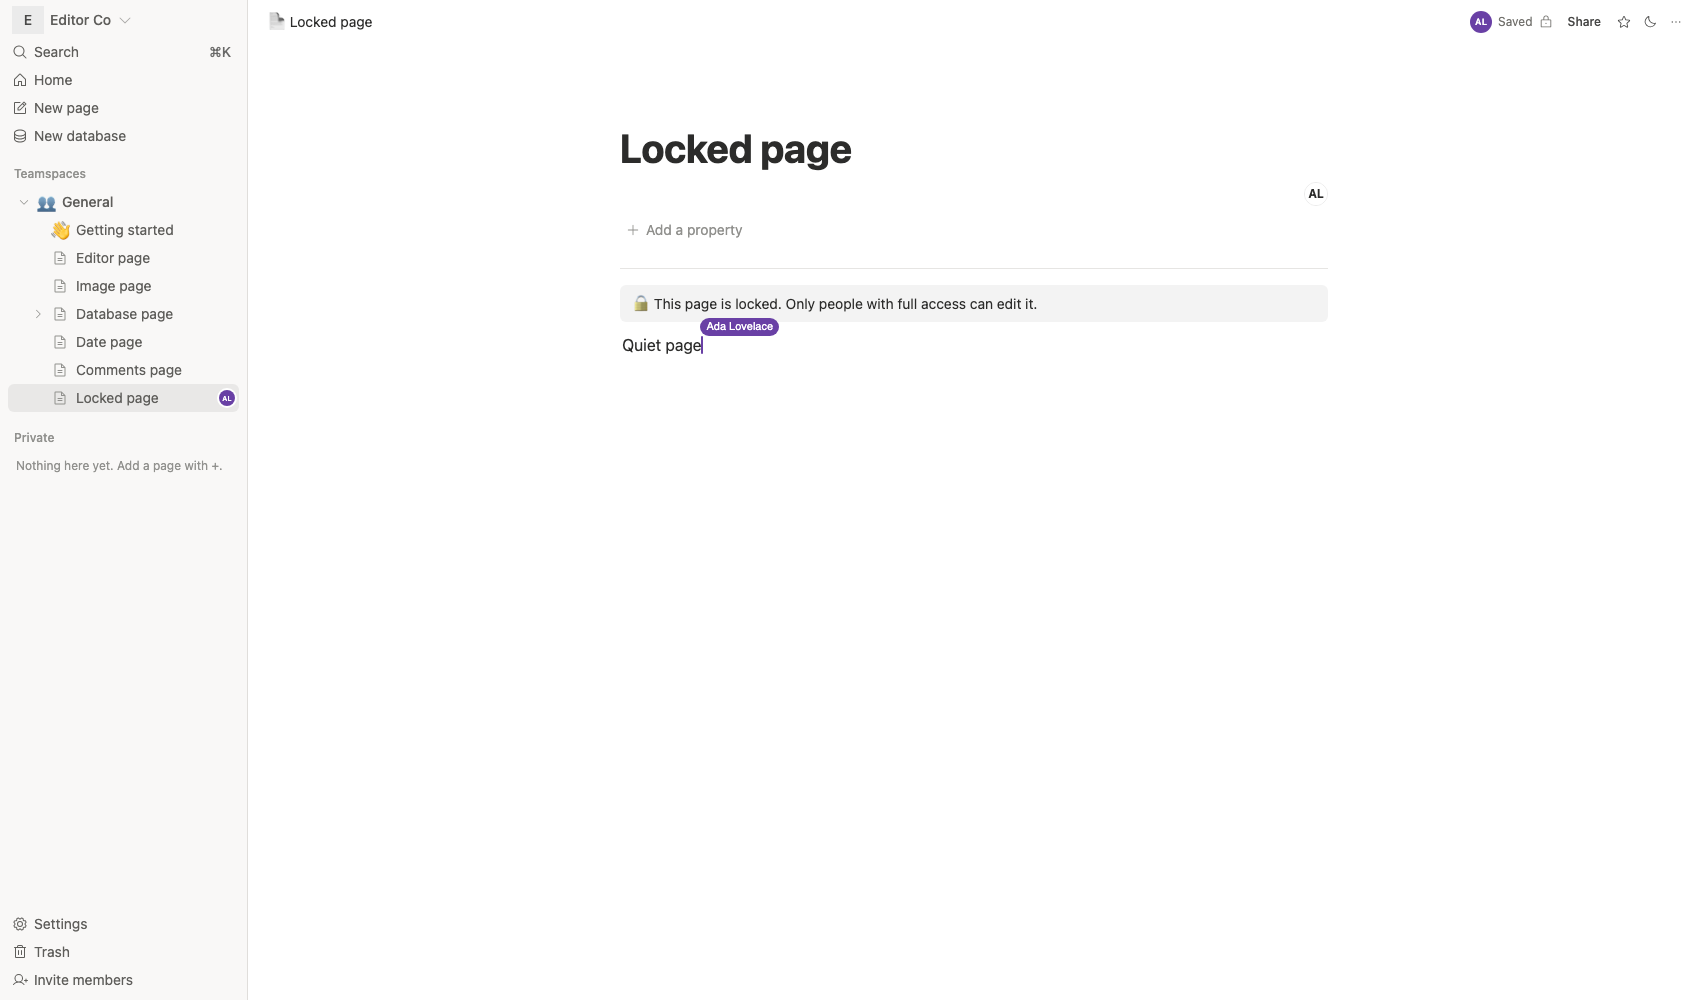 E Editor Co
Search ⌘K
Home
New page
New database
Teamspaces
General
Getting started
Editor page
Image page
Database page
Date page
Comments page
Locked page AL
Private
Nothing here yet. Add a page with +.
Settings
Trash
Invite members
Locked page
AL Saved Share
Locked page
AL
Add a property
This page is locked. Only people with full access can edit it.
Ada Lovelace
Quiet page